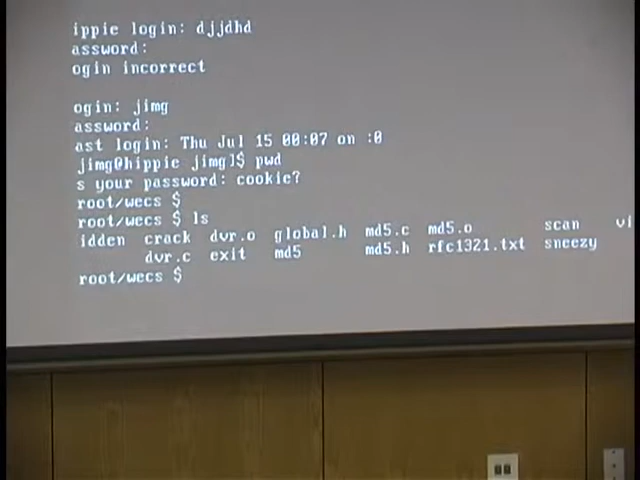 ippie login: djjdhd
assword:
ogin incorrect
ogin: jimg
assword:
ast login: Thu Jul 15 00:07 on :0
jimg@hippie jimg]$ pwd
s your password: cookie?
root/wecs $
root/wecs $ ls
idden crack dvr.o global.h md5.c md5.o scan vi
dvr.c exit md5 md5.h rfc1321.txt sneezy
root/wecs $